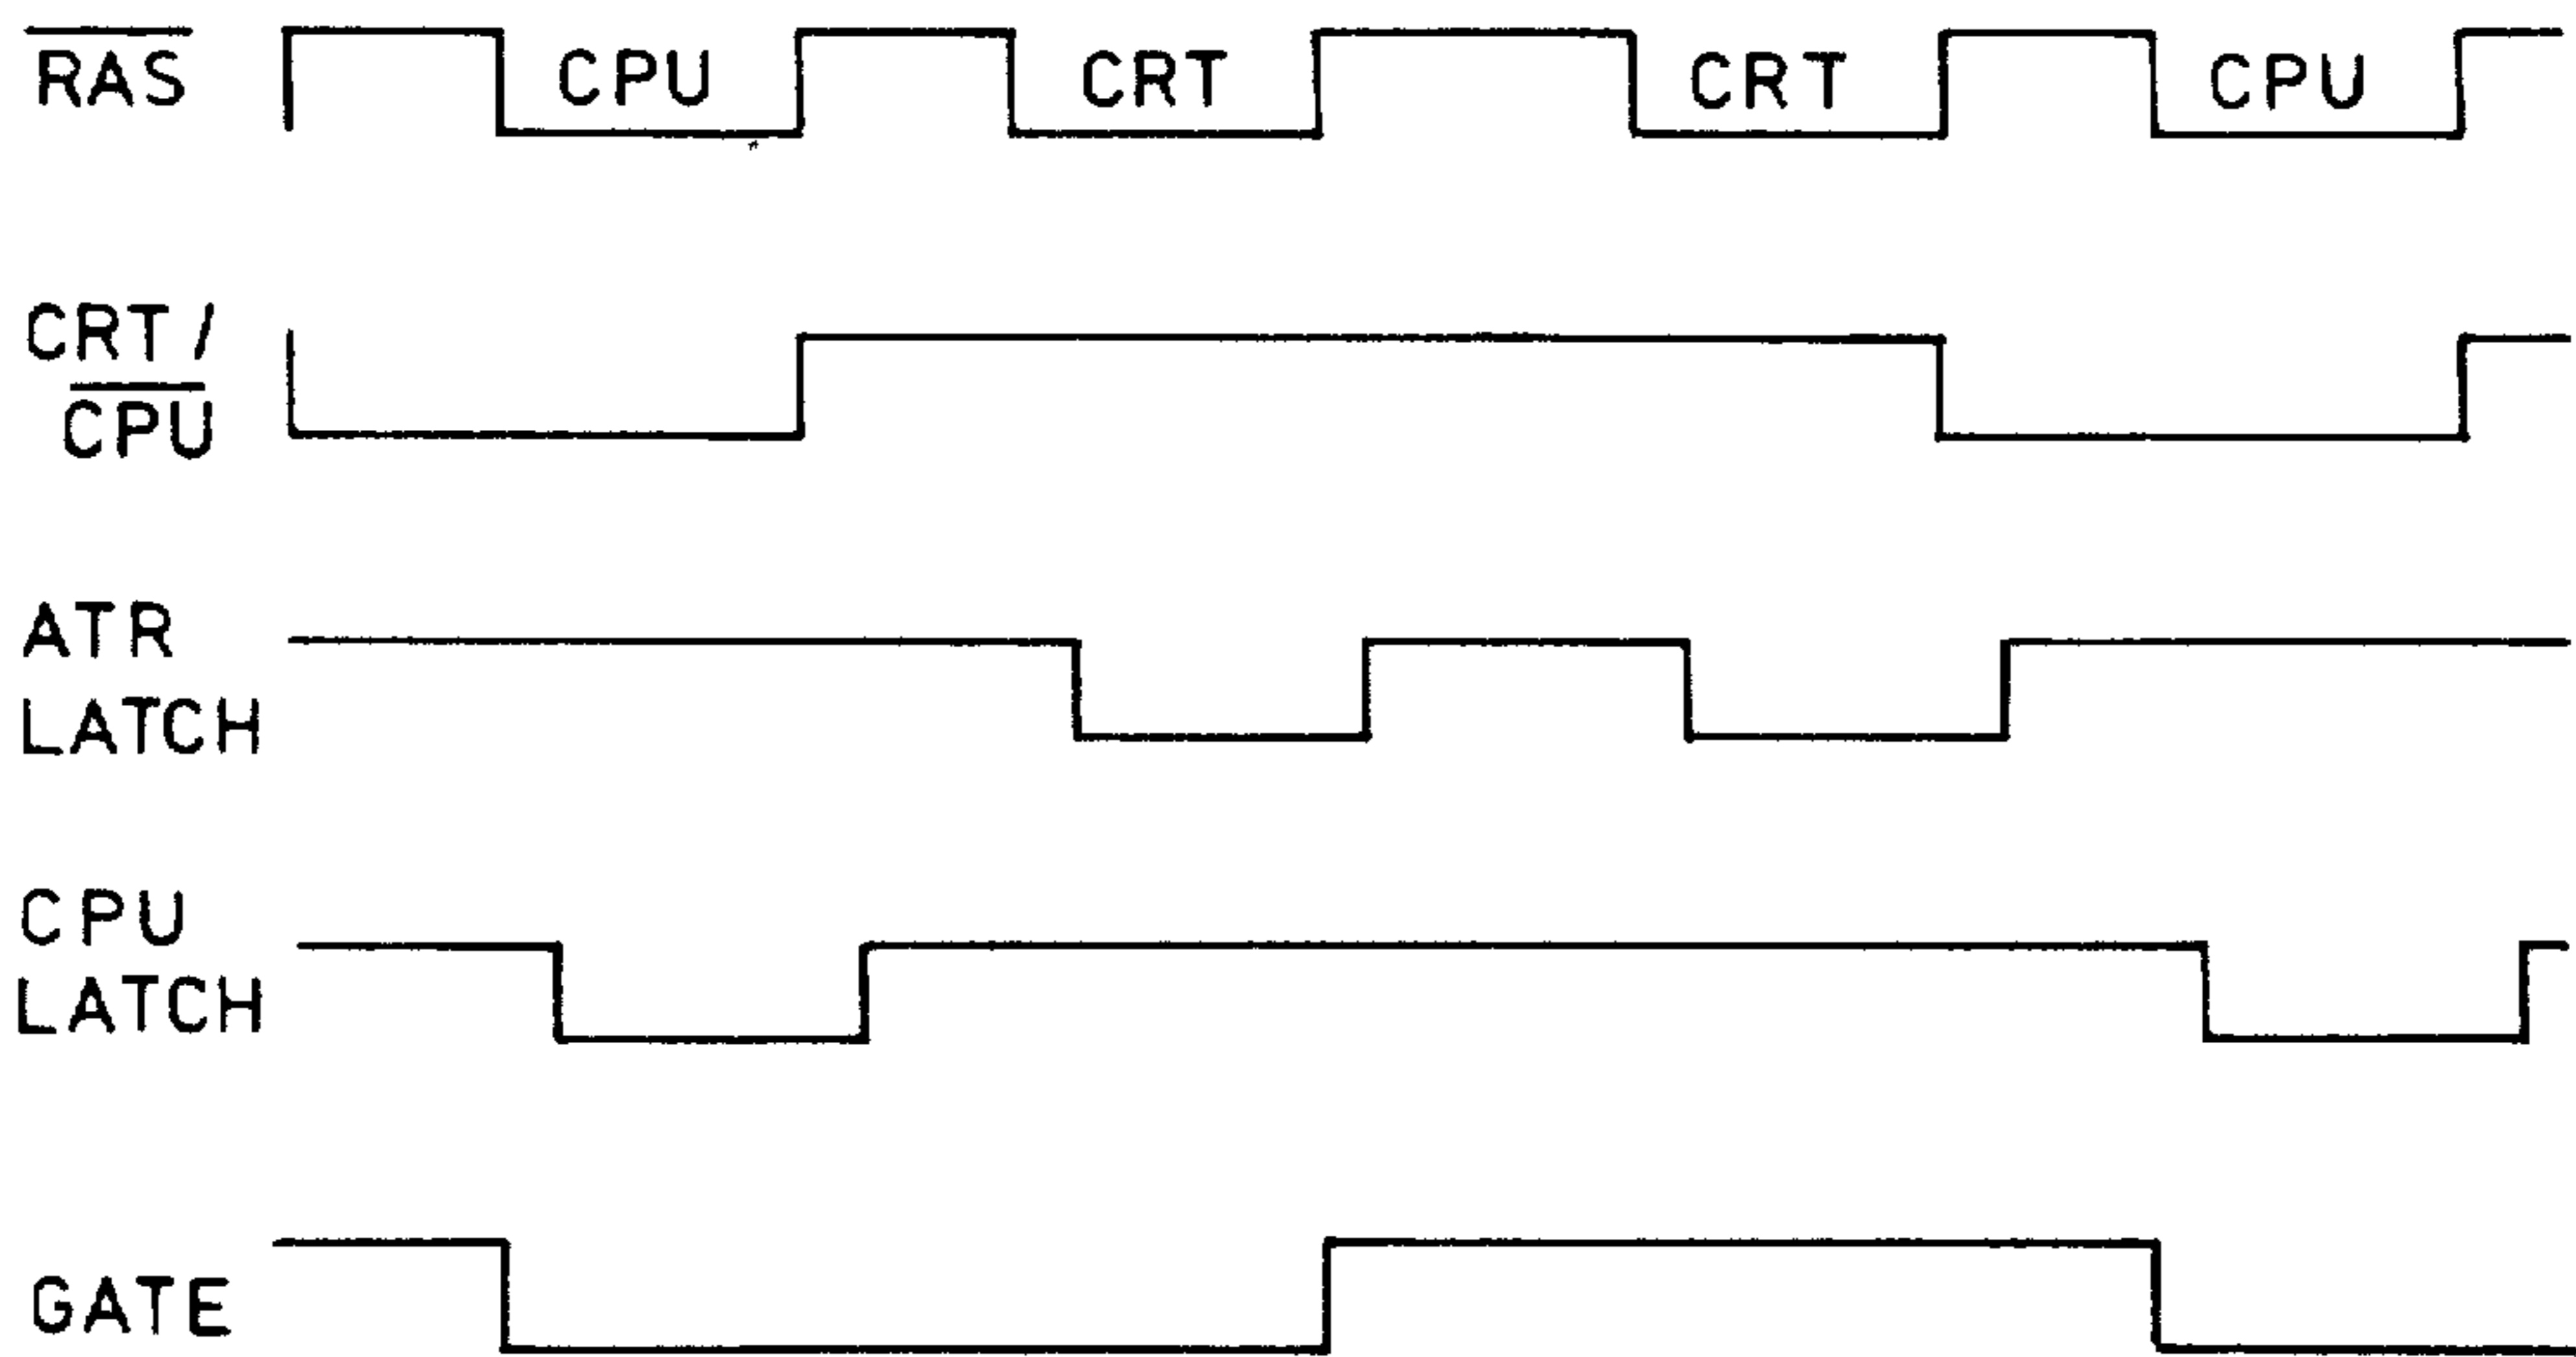 RAS CPU CRT CRT CPU
CRT /
CPU
ATR
LATCH
CPU
LATCH
GATE